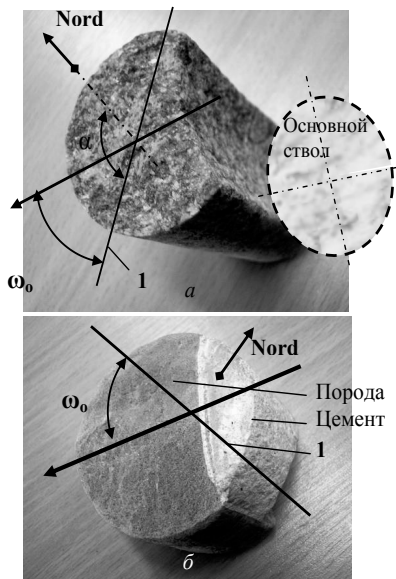 Nord
α
Основной
ствол
ω₀
1
а
Nord
ω₀
Порода
Цемент
1
б